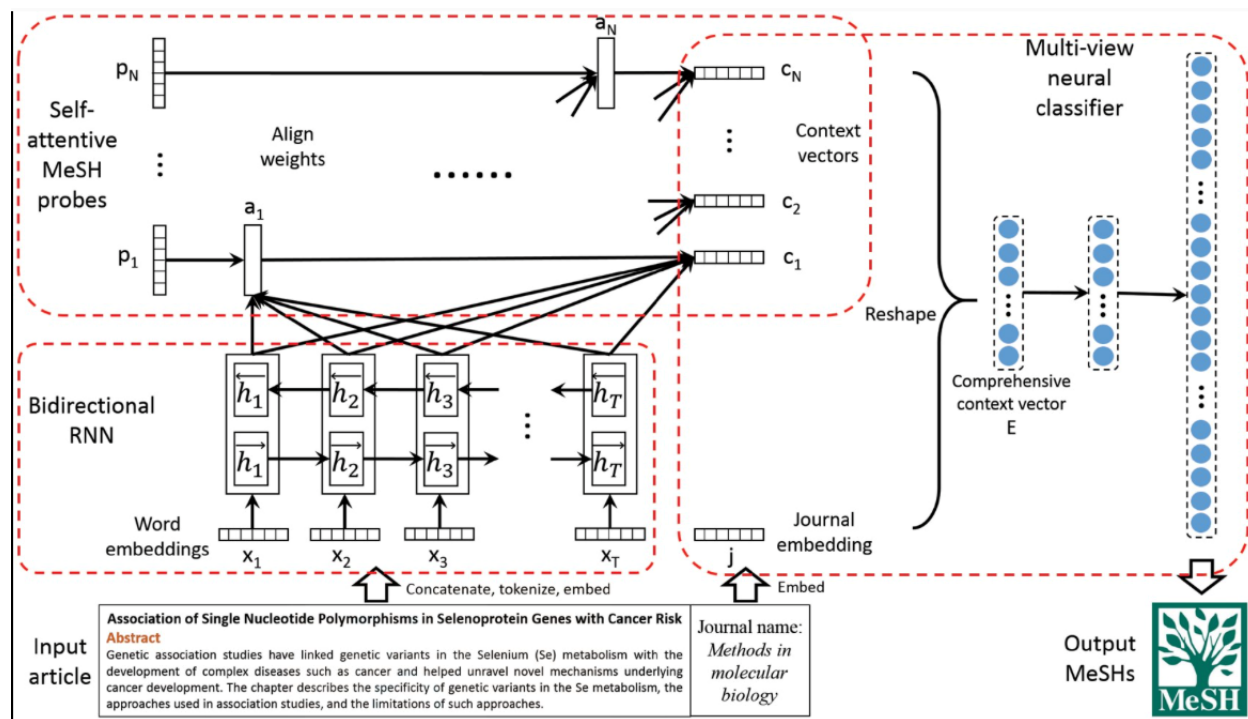 a_N
p_N
c_N
Multi-view
neural
classifier
Self-
attentive
MeSH
probes
Align
weights
Context
vectors
a_1
c_2
p_1
c_1
Reshape
Bidirectional
RNN
h_1
h_2
h_3
h_T
h_1
h_2
h_3
h_T
Comprehensive
context vector
E
Word
embeddings
x_1
x_2
x_3
x_T
j
Journal
embedding
Concatenate, tokenize, embed
Embed
Input
article
Association of Single Nucleotide Polymorphisms in Selenoprotein Genes with Cancer Risk
Abstract
Genetic association studies have linked genetic variants in the Selenium (Se) metabolism with the
development of complex diseases such as cancer and helped unravel novel mechanisms underlying
cancer development. The chapter describes the specificity of genetic variants in the Se metabolism, the
approaches used in association studies, and the limitations of such approaches.
Journal name:
Methods in
molecular
biology
Output
MeSHs
MeSH